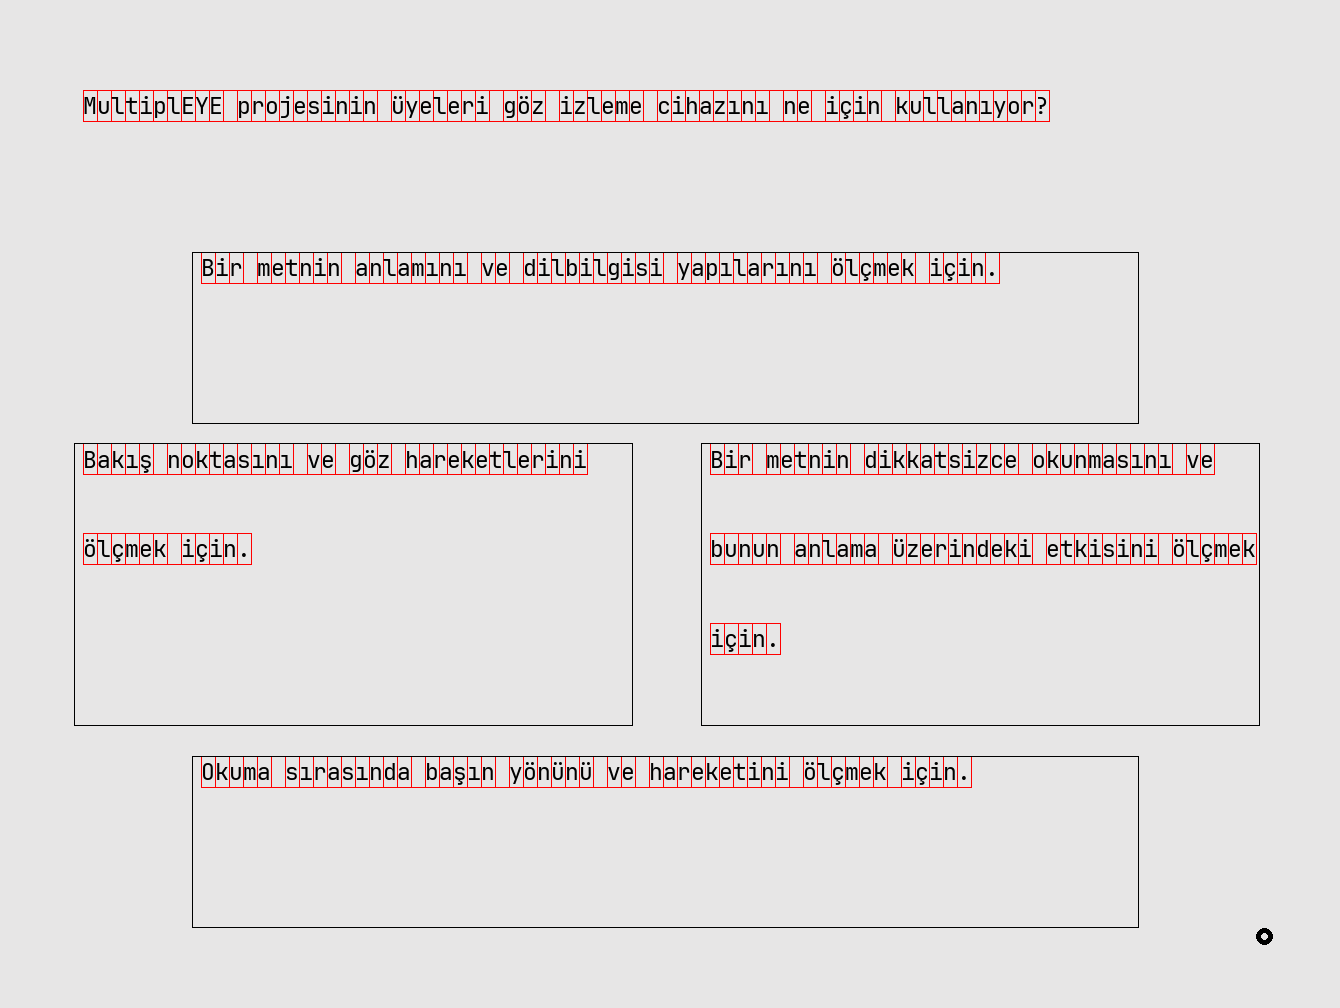 MultiplEYE projesinin üyeleri göz izleme cihazını ne için kullanıyor?
Bir metnin anlamını ve dilbilgisi yapılarını ölçmek için.
Bakış noktasını ve göz hareketlerini
ölçmek için.
Bir metnin dikkatsizce okunmasını ve
bunun anlama üzerindeki etkisini ölçmek
için.
Okuma sırasında başın yönünü ve hareketini ölçmek için.